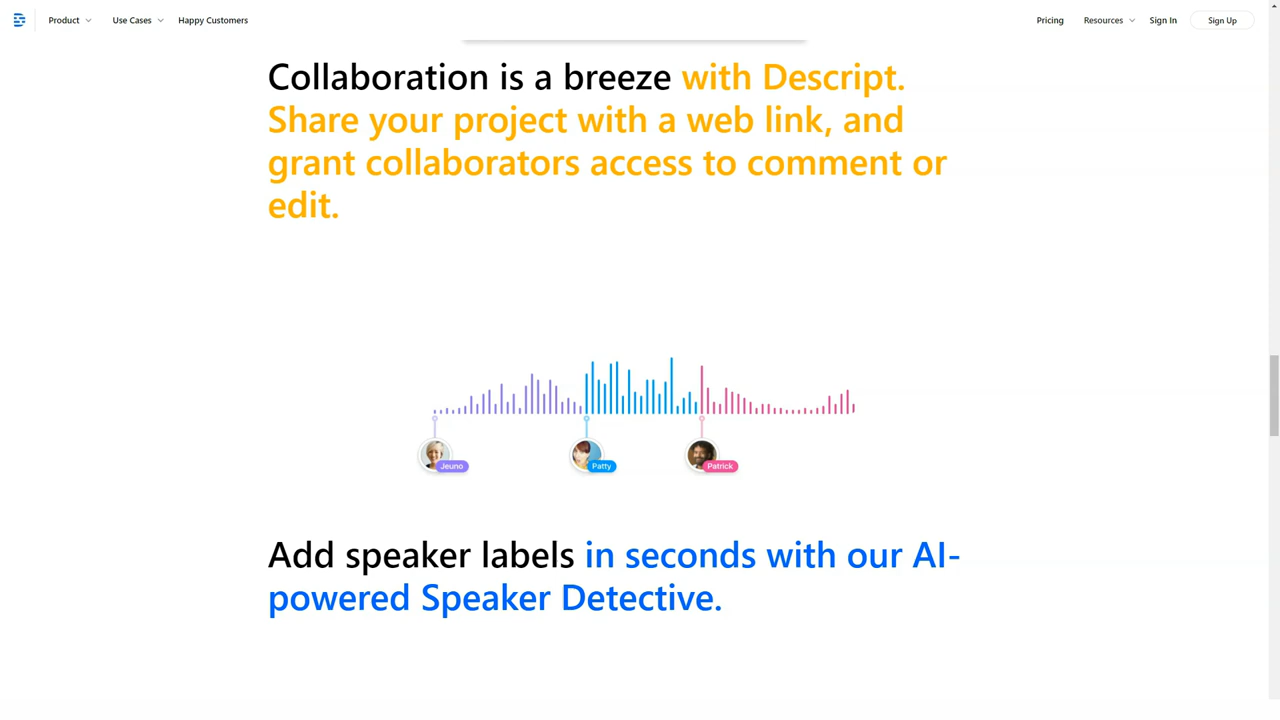 Product
Use Cases
Happy Customers
Pricing
Resources
Sign In
Sign Up
Collaboration is a breeze with Descript.
Share your project with a web link, and
grant collaborators access to comment or
edit.
Jeuno
Patty
Patrick
Add speaker labels in seconds with our AI-
powered Speaker Detective.